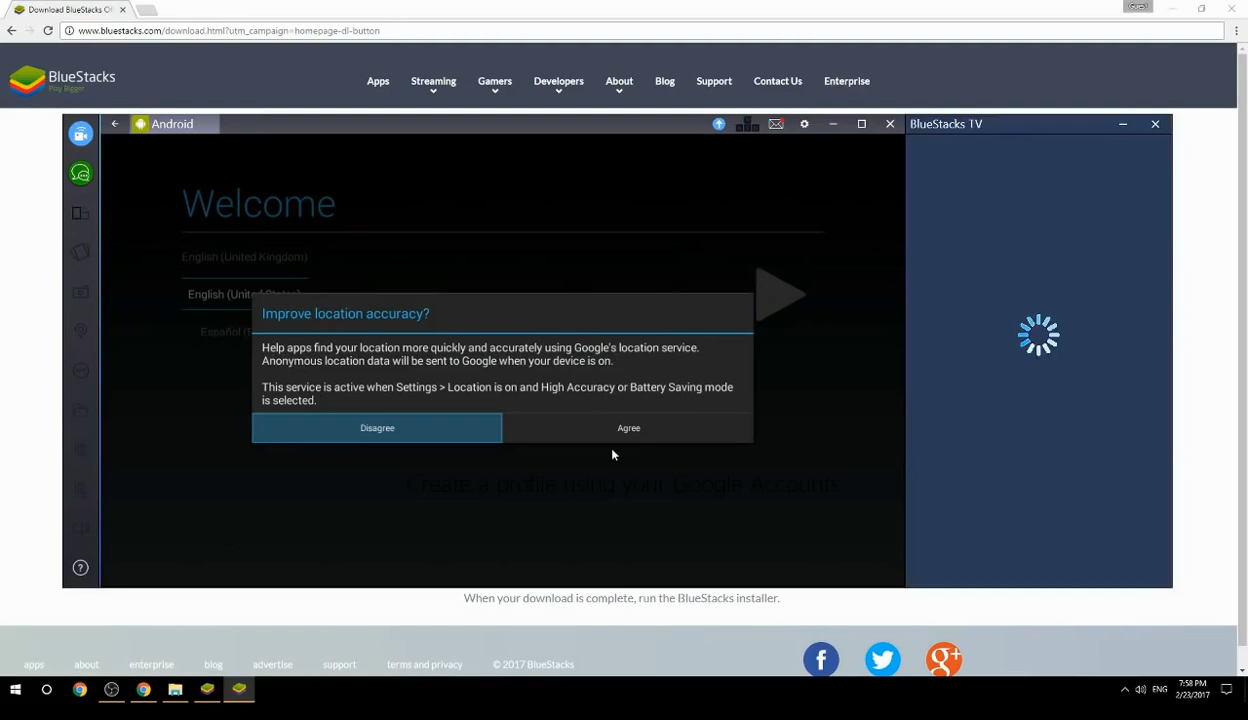 Download BlueStacks Of
Guest
www.bluestacks.com/download.html?utm_campaign=homepage-dl-button
BlueStacks
Play Bigger
Apps Streaming Gamers Developers About Blog Support Contact Us Enterprise
Android
BlueStacks TV
Welcome
English (United Kingdom)
English (United States)
Improve location accuracy?
Help apps find your location more quickly and accurately using Google's location service.
Anonymous location data will be sent to Google when your device is on.
This service is active when Settings > Location is on and High Accuracy or Battery Saving mode
is selected.
Disagree Agree
Create a profile using your Google Accounts
?
When your download is complete, run the BlueStacks installer.
apps about enterprise blog advertise support terms and privacy © 2017 BlueStacks
f
g+
ENG
7:58 PM
2/23/2017